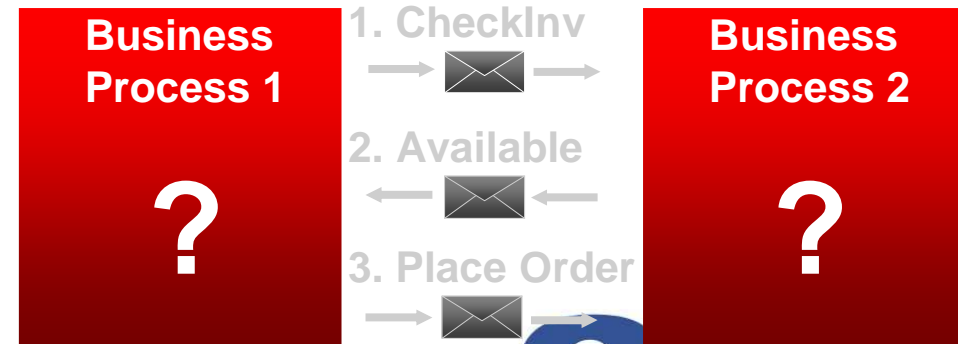 Business
Process 1
?
1. CheckInv
2. Available
3. Place Order
Business
Process 2
?